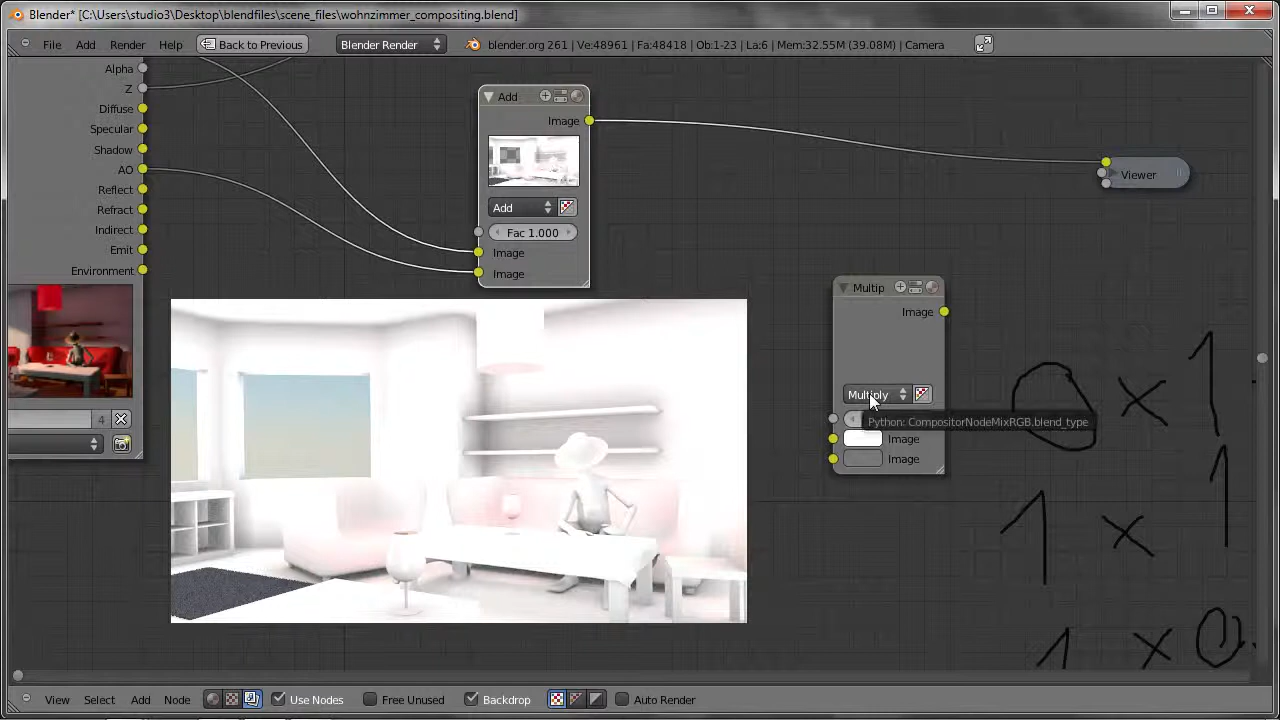 Blender* [C:\Users\studio3\Desktop\blendfiles\scene_files\wohnzimmer_compositing.blend]
File Add Render Help Back to Previous Blender Render blender.org 261 | Ve:48961 | Fa:48418 | Ob:1-23 | La:6 | Mem:32.55M (39.08M) | Camera
Alpha
Z
Diffuse
Specular
Shadow
AO
Reflect
Refract
Indirect
Emit
Environment
4
Add
Image
Add
Fac 1.000
Image
Image
Viewer
Multip
Image
Multiply
Python: CompositorNodeMixRGB.blend_type
Image
Image
0 x 1
1 x 1
1 x 0.
View Select Add Node Use Nodes Free Unused Backdrop Auto Render